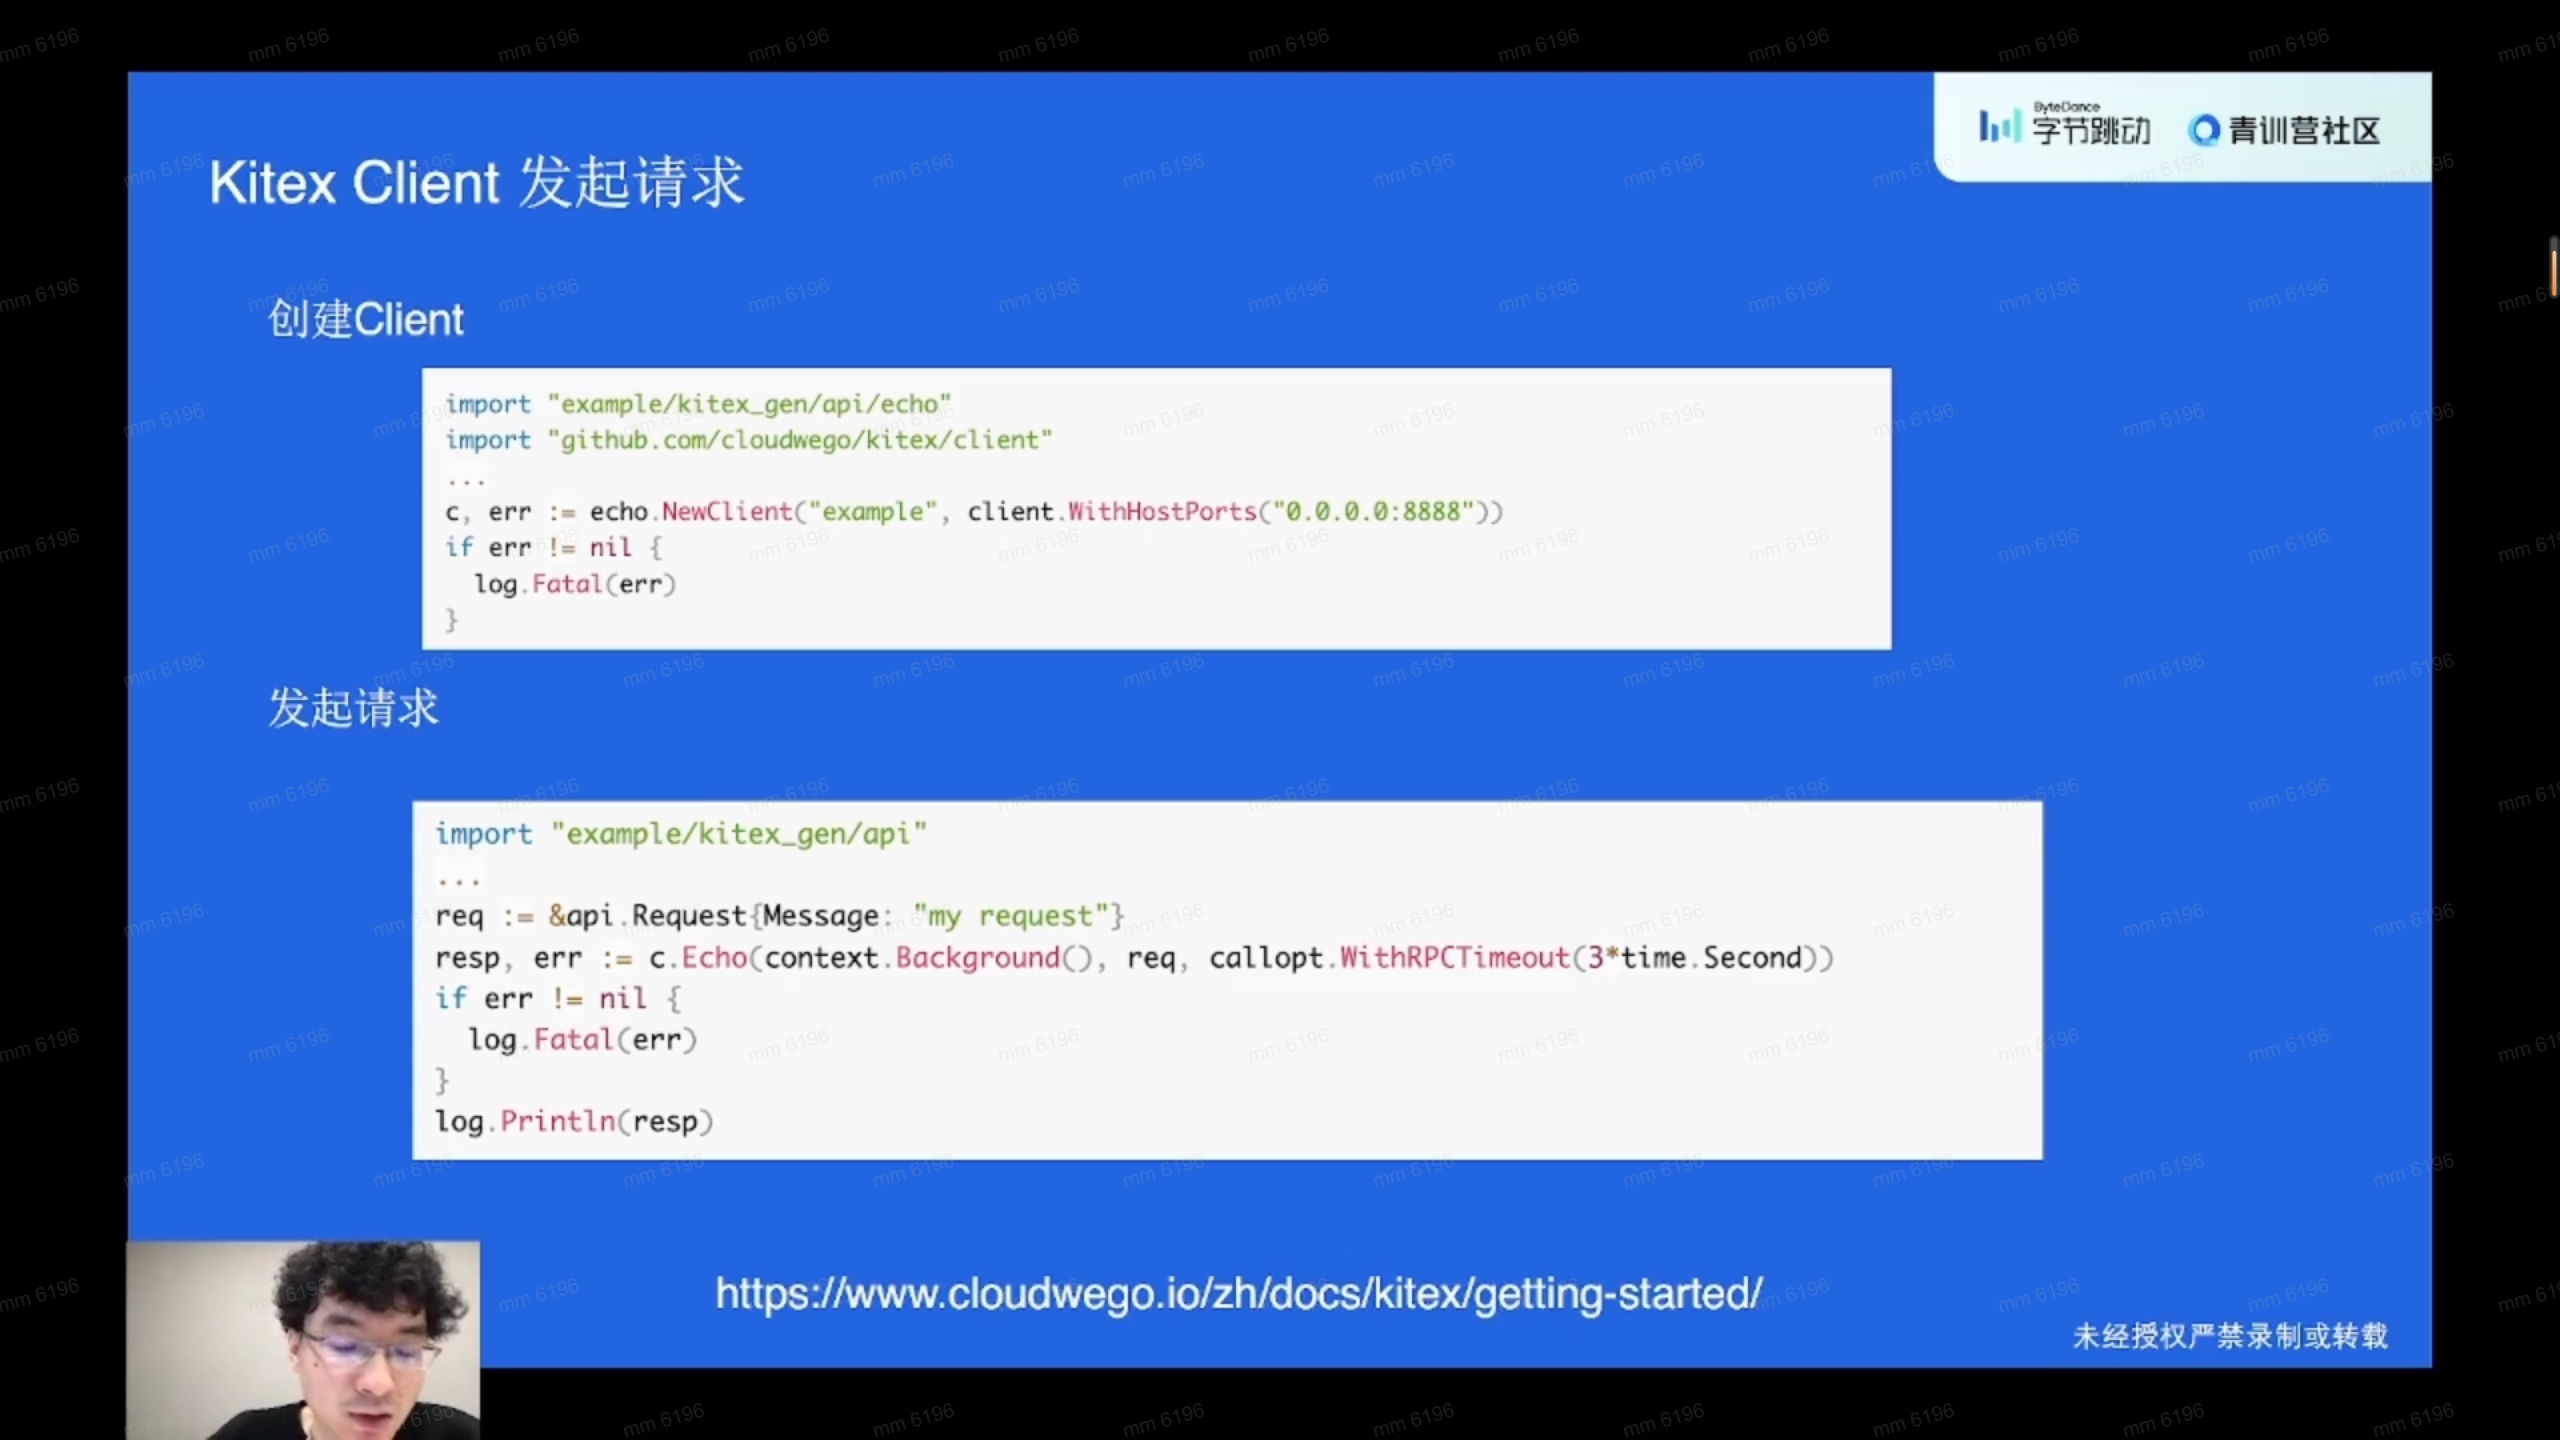 ByteDance
字节跳动 青训营社区
Kitex Client 发起请求
创建Client
import "example/kitex_gen/api/echo"
import "github.com/cloudwego/kitex/client"
...
c, err := echo.NewClient("example", client.WithHostPorts("0.0.0.0:8888"))
if err != nil {
  log.Fatal(err)
}
发起请求
import "example/kitex_gen/api"
...
req := &api.Request{Message: "my request"}
resp, err := c.Echo(context.Background(), req, callopt.WithRPCTimeout(3*time.Second))
if err != nil {
  log.Fatal(err)
}
log.Println(resp)
https://www.cloudwego.io/zh/docs/kitex/getting-started/
未经授权严禁录制或转载
mm 6196